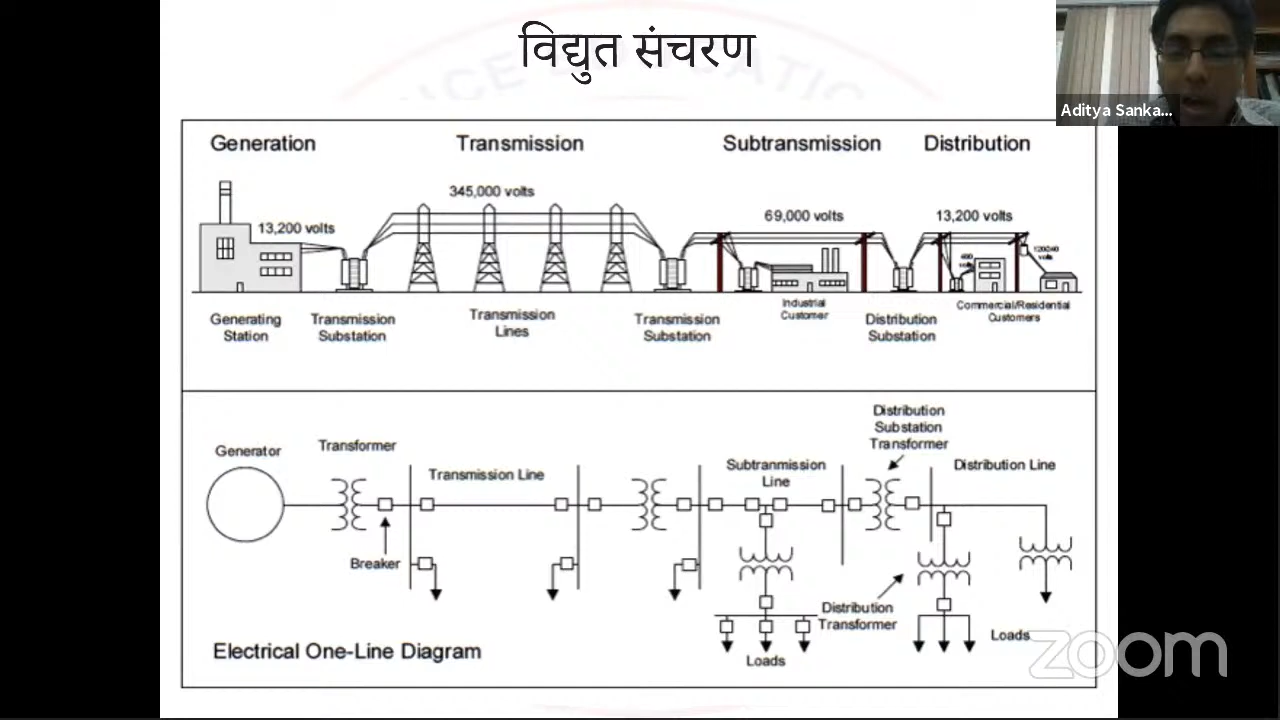 विद्युत संचरण
Aditya Sanka...
Generation
Transmission
Subtransmission
Distribution
345,000 volts
13,200 volts
69,000 volts
13,200 volts
Generating
Station
Transmission
Substation
Transmission
Lines
Transmission
Substation
Industrial
Customer
Distribution
Substation
Commercial/Residential
Customers
Distribution
Substation
Transformer
Generator
Transformer
Transmission Line
Subtranmission
Line
Distribution Line
Breaker
Distribution
Transformer
Loads
Loads
Electrical One-Line Diagram
zoom